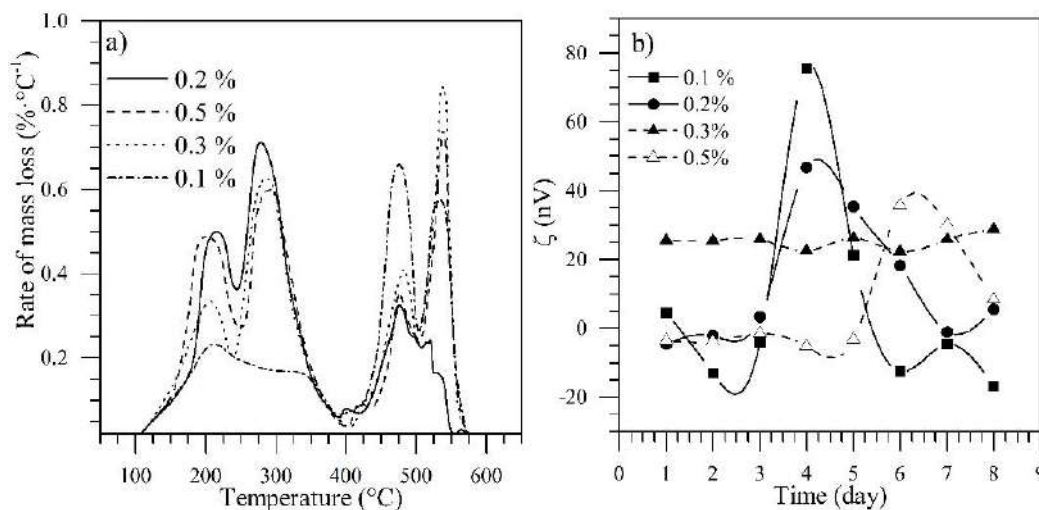 a)
0.2 %
0.5 %
0.3 %
0.1 %
Rate of mass loss (%·°C⁻¹)
1.0
0.8
0.6
0.4
0.2
100 200 300 400 500 600
Temperature (°C)
b)
0.1 %
0.2%
0.3%
0.5%
ζ (nV)
80
60
40
20
0
-20
0 1 2 3 4 5 6 7 8 9
Time (day)